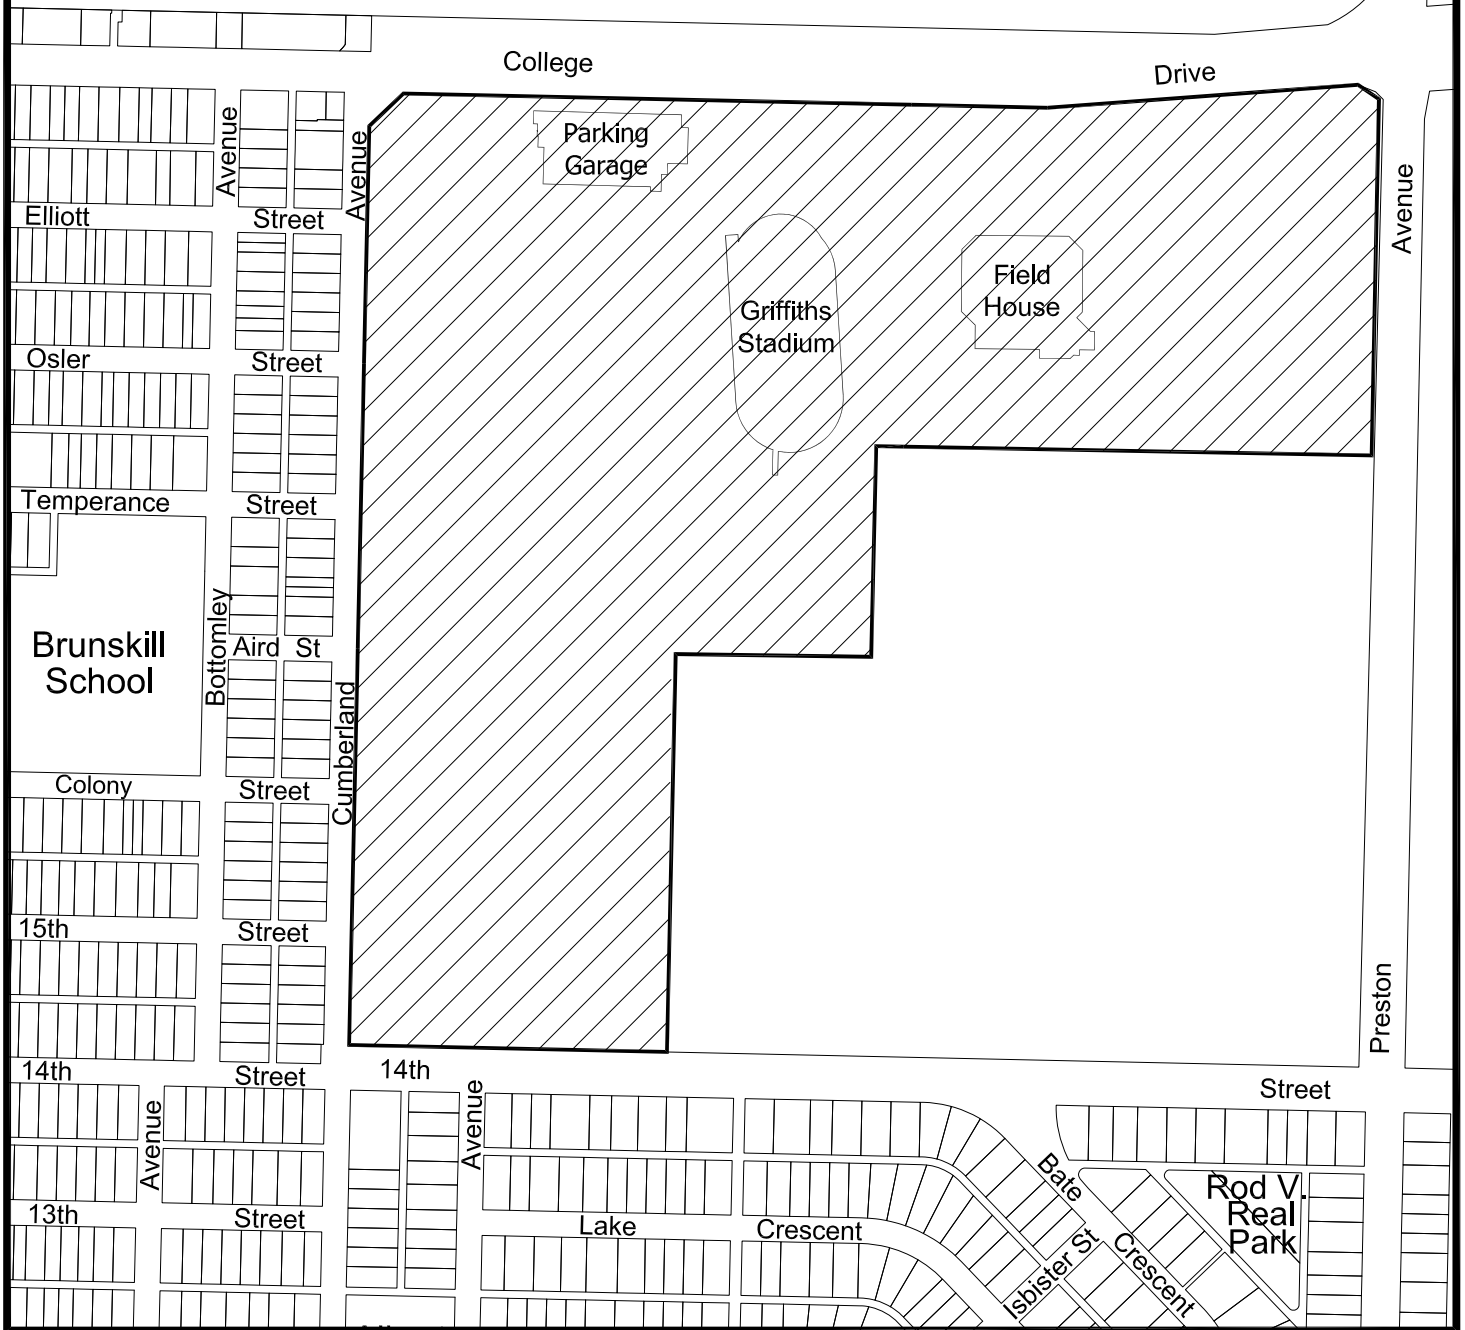 College
Drive
Parking
Garage
Avenue
Avenue
Avenue
Elliott
Street
Field
House
Griffiths
Stadium
Osler
Street
Temperance
Street
Brunskill
School
Bottomley
Aird St
Cumberland
Colony
Street
15th
Street
Preston
14th
Street
14th
Street
Avenue
Avenue
Bate
Crescent
Rod V.
Real
Park
13th
Street
Lake
Crescent
Isbister St